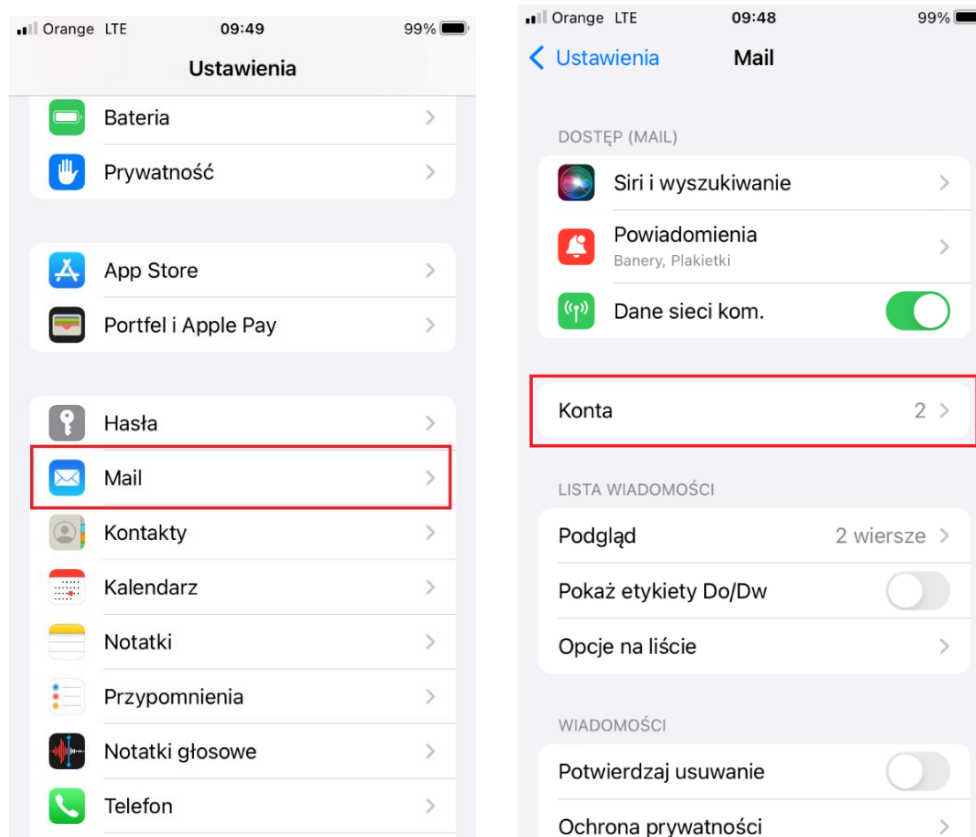 Orange LTE 09:49 99%
Ustawienia
Bateria
Prywatność
App Store
Portfel i Apple Pay
Hasła
Mail
Kontakty
Kalendarz
Notatki
Przypomnienia
Notatki głosowe
Telefon
Orange LTE 09:48 99%
Ustawienia Mail
DOSTĘP (MAIL)
Siri i wyszukiwanie
Powiadomienia
Banery, Plakietki
Dane sieci kom.
Konta 2
LISTA WIADOMOŚCI
Podgląd 2 wiersze
Pokaż etykiety Do/Dw
Opcje na liście
WIADOMOŚCI
Potwierdzaj usuwanie
Ochrona prywatności